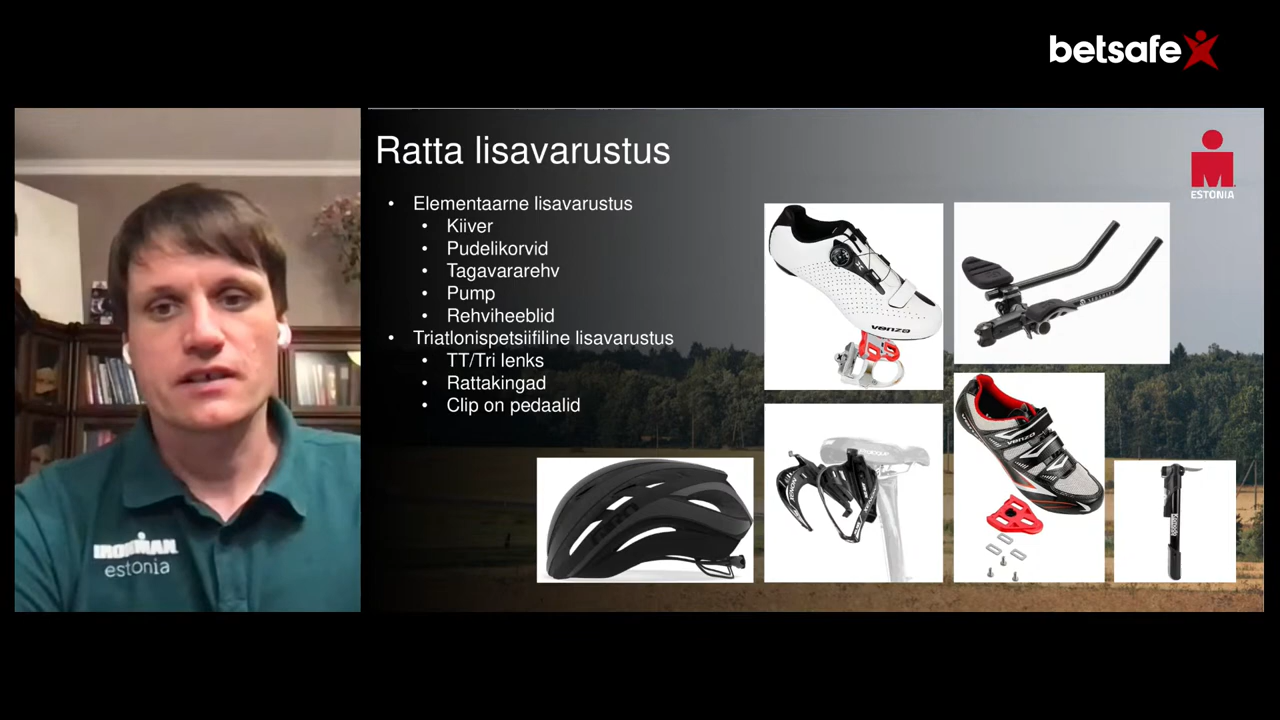 betsafe
Ratta lisavarustus
ESTONIA
• Elementaarne lisavarustus
• Kiiver
• Pudelikorvid
• Tagavararehv
• Pump
• Rehviheeblid
• Triatlonispetsiifiline lisavarustus
• TT/Tri lenks
• Rattakingad
• Clip on pedaalid
venzo
venzo
GIRO
IRONMAN
estonia